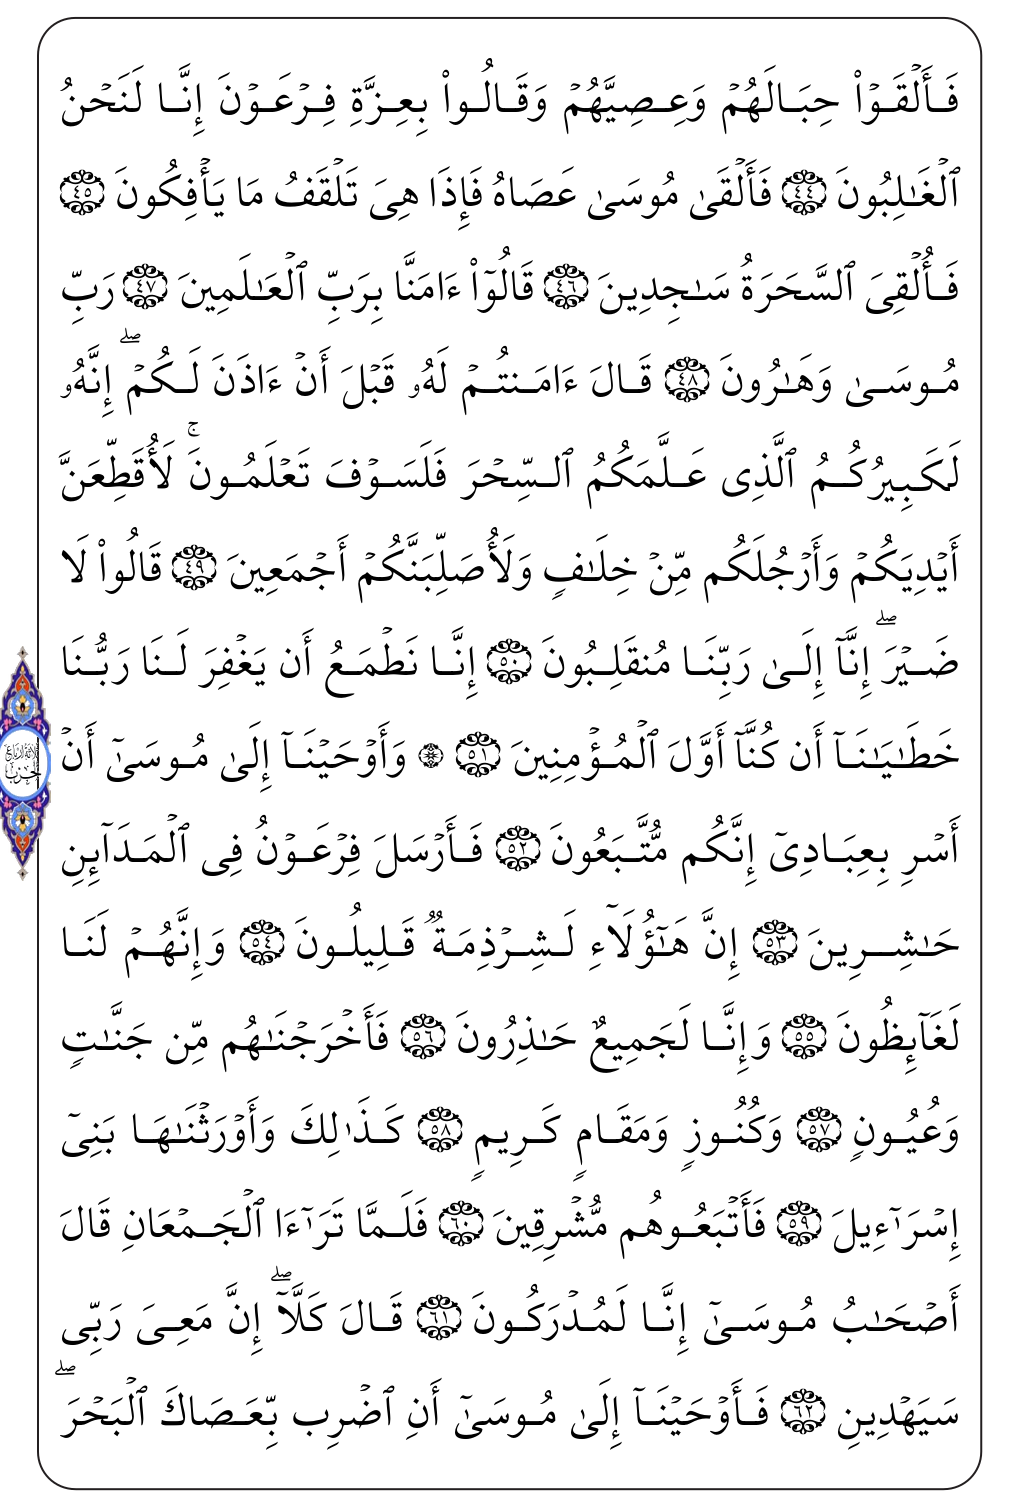 فَأَلۡقَوۡاْ حِبَالَهُمۡ وَعِصِيَّهُمۡ وَقَالُواْ بِعِزَّةِ فِرۡعَوۡنَ إِنَّا لَنَحۡنُ
ٱلۡغَٰلِبُونَ ٤٤ فَأَلۡقَىٰ مُوسَىٰ عَصَاهُ فَإِذَا هِيَ تَلۡقَفُ مَا يَأۡفِكُونَ ٤٥
فَأُلۡقِيَ ٱلسَّحَرَةُ سَٰجِدِينَ ٤٦ قَالُوٓاْ ءَامَنَّا بِرَبِّ ٱلۡعَٰلَمِينَ ٤٧ رَبِّ
مُوسَىٰ وَهَٰرُونَ ٤٨ قَالَ ءَامَنتُمۡ لَهُۥ قَبۡلَ أَنۡ ءَاذَنَ لَكُمۡۖ إِنَّهُۥ
لَكَبِيرُكُمُ ٱلَّذِي عَلَّمَكُمُ ٱلسِّحۡرَ فَلَسَوۡفَ تَعۡلَمُونَۚ لَأُقَطِّعَنَّ
أَيۡدِيَكُمۡ وَأَرۡجُلَكُم مِّنۡ خِلَٰفٖ وَلَأُصَلِّبَنَّكُمۡ أَجۡمَعِينَ ٤٩ قَالُواْ لَا
ضَيۡرَۖ إِنَّآ إِلَىٰ رَبِّنَا مُنقَلِبُونَ ٥٠ إِنَّا نَطۡمَعُ أَن يَغۡفِرَ لَنَا رَبُّنَا
خَطَٰيَٰنَآ أَن كُنَّآ أَوَّلَ ٱلۡمُؤۡمِنِينَ ٥١ ۞ وَأَوۡحَيۡنَآ إِلَىٰ مُوسَىٰٓ أَنۡ
أَسۡرِ بِعِبَادِيٓ إِنَّكُم مُّتَّبَعُونَ ٥٢ فَأَرۡسَلَ فِرۡعَوۡنُ فِي ٱلۡمَدَآئِنِ
حَٰشِرِينَ ٥٣ إِنَّ هَٰٓؤُلَآءِ لَشِرۡذِمَةٞ قَلِيلُونَ ٥٤ وَإِنَّهُمۡ لَنَا
لَغَآئِظُونَ ٥٥ وَإِنَّا لَجَمِيعٌ حَٰذِرُونَ ٥٦ فَأَخۡرَجۡنَٰهُم مِّن جَنَّٰتٖ
وَعُيُونٖ ٥٧ وَكُنُوزٖ وَمَقَامٖ كَرِيمٖ ٥٨ كَذَٰلِكَ وَأَوۡرَثۡنَٰهَا بَنِيٓ
إِسۡرَٰٓءِيلَ ٥٩ فَأَتۡبَعُوهُم مُّشۡرِقِينَ ٦٠ فَلَمَّا تَرَٰٓءَا ٱلۡجَمۡعَانِ قَالَ
أَصۡحَٰبُ مُوسَىٰٓ إِنَّا لَمُدۡرَكُونَ ٦١ قَالَ كَلَّآۖ إِنَّ مَعِيَ رَبِّي
سَيَهۡدِينِ ٦٢ فَأَوۡحَيۡنَآ إِلَىٰ مُوسَىٰٓ أَنِ ٱضۡرِب بِّعَصَاكَ ٱلۡبَحۡرَۖ
ثلاثة أرباع
الحزب